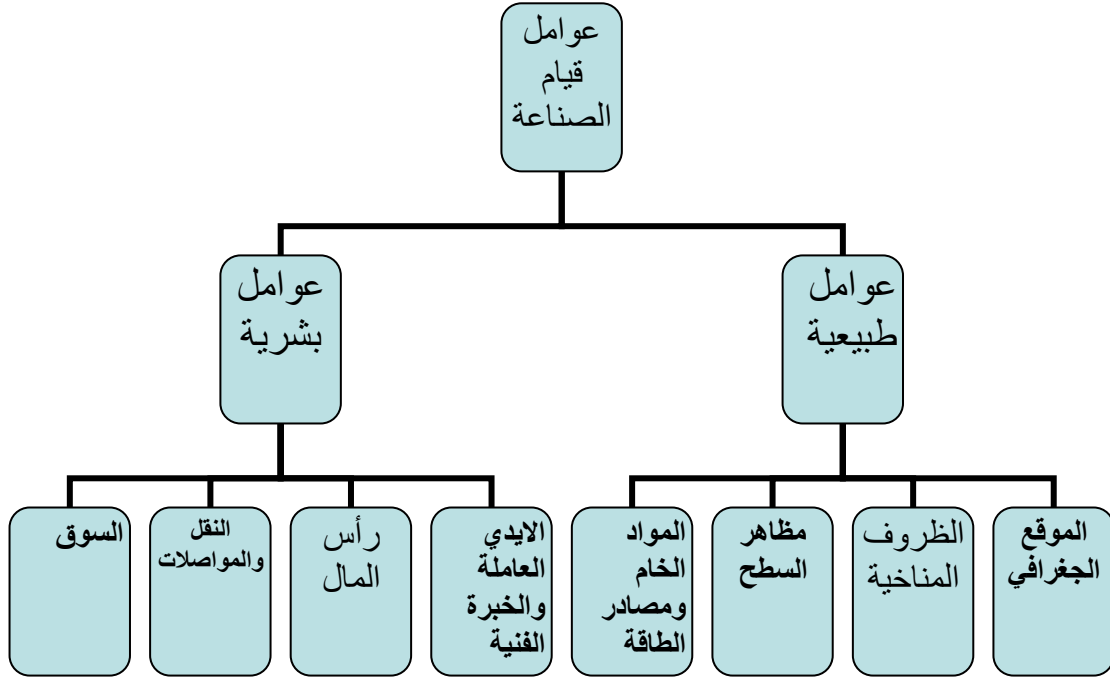 عوامل
قيام
الصناعة
عوامل
طبيعية
عوامل
بشرية
الموقع
الجغرافي
الظروف
المناخية
مظاهر
السطح
المواد
الخام
ومصادر
الطاقة
الايدي
العاملة
والخبرة
الفنية
رأس
المال
النقل
والمواصلات
السوق